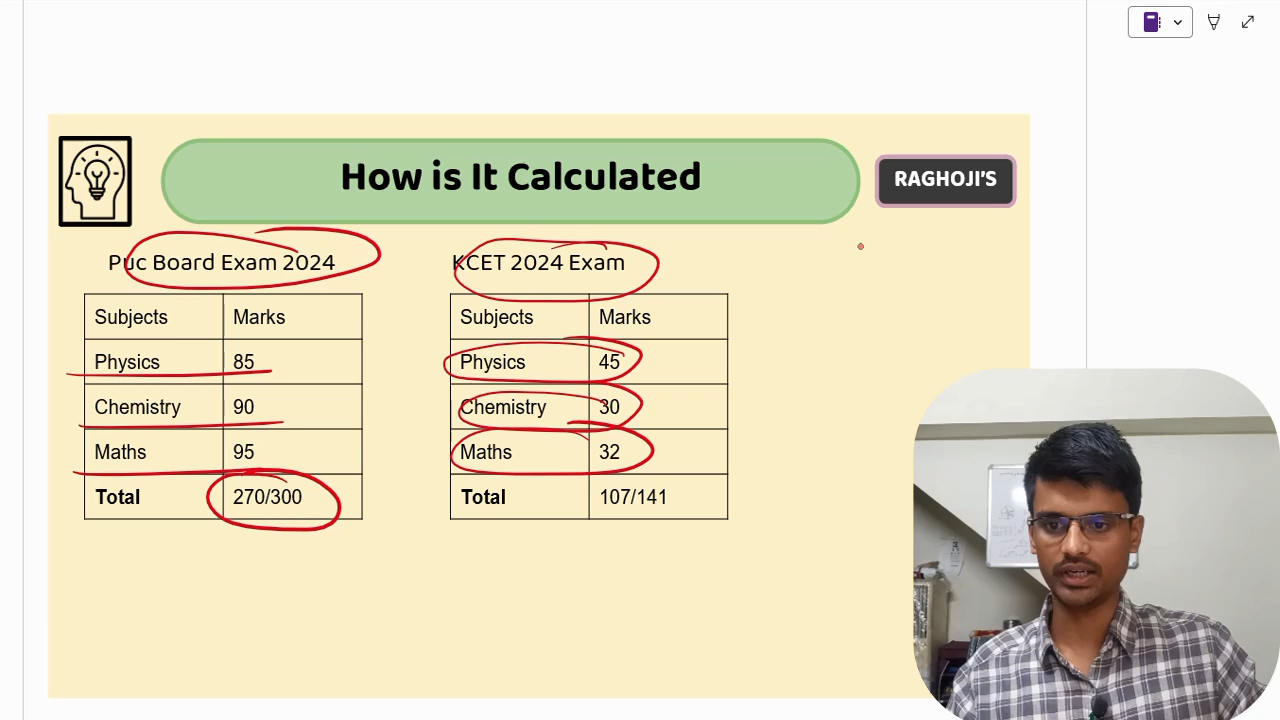 How is It Calculated
RAGHOJI'S
Puc Board Exam 2024
Subjects Marks
Physics 85
Chemistry 90
Maths 95
Total 270/300
KCET 2024 Exam
Subjects Marks
Physics 45
Chemistry 30
Maths 32
Total 107/141